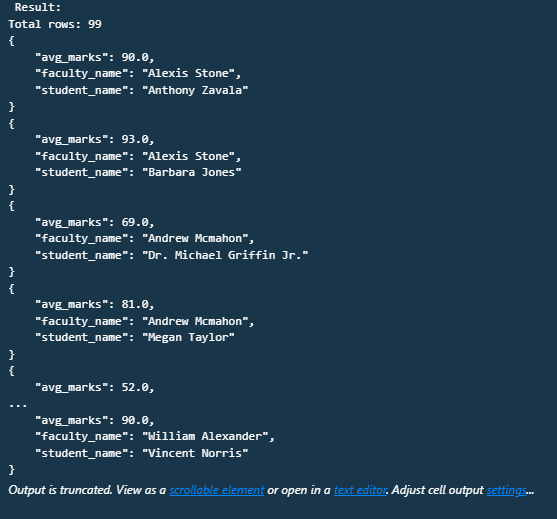 Result:
Total rows: 99
{
    "avg_marks": 90.0,
    "faculty_name": "Alexis Stone",
    "student_name": "Anthony Zavala"
}
{
    "avg_marks": 93.0,
    "faculty_name": "Alexis Stone",
    "student_name": "Barbara Jones"
}
{
    "avg_marks": 69.0,
    "faculty_name": "Andrew Mcmahon",
    "student_name": "Dr. Michael Griffin Jr."
}
{
    "avg_marks": 81.0,
    "faculty_name": "Andrew Mcmahon",
    "student_name": "Megan Taylor"
}
{
    "avg_marks": 52.0,
...
    "avg_marks": 90.0,
    "faculty_name": "William Alexander",
    "student_name": "Vincent Norris"
}
Output is truncated. View as a scrollable element or open in a text editor. Adjust cell output settings...